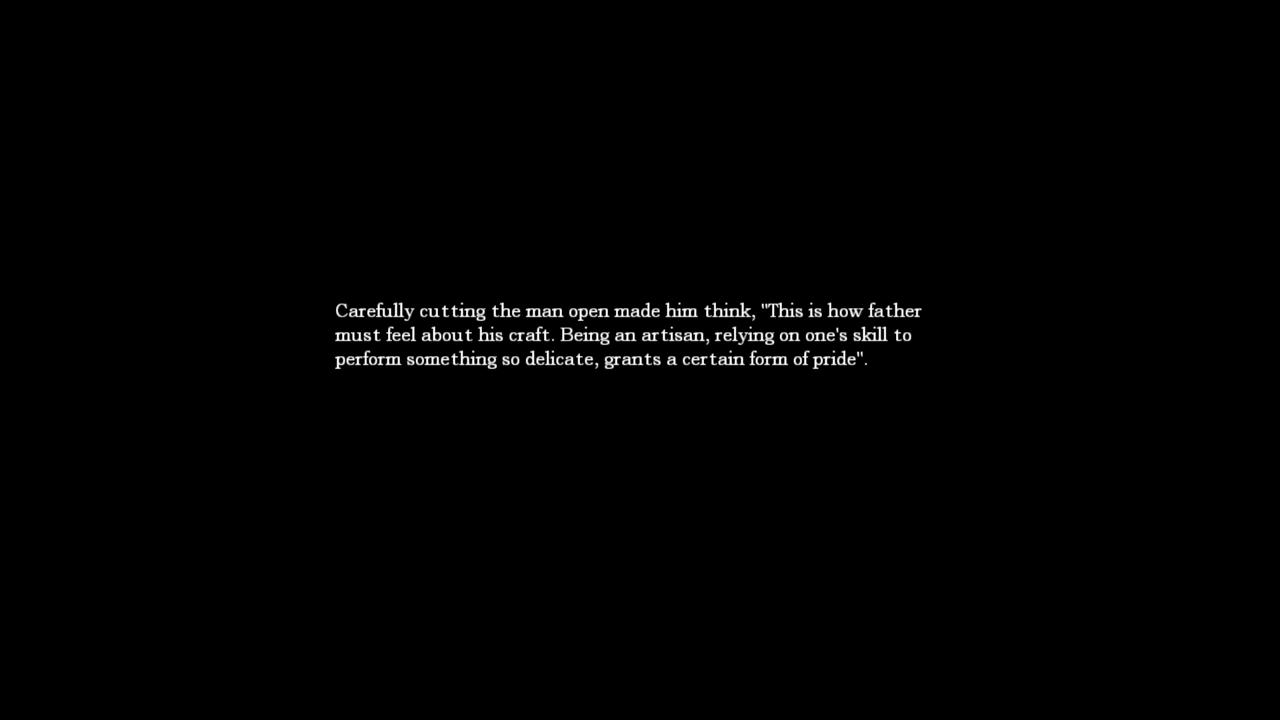 Carefully cutting the man open made him think, "This is how father
must feel about his craft. Being an artisan, relying on one's skill to
perform something so delicate, grants a certain form of pride".